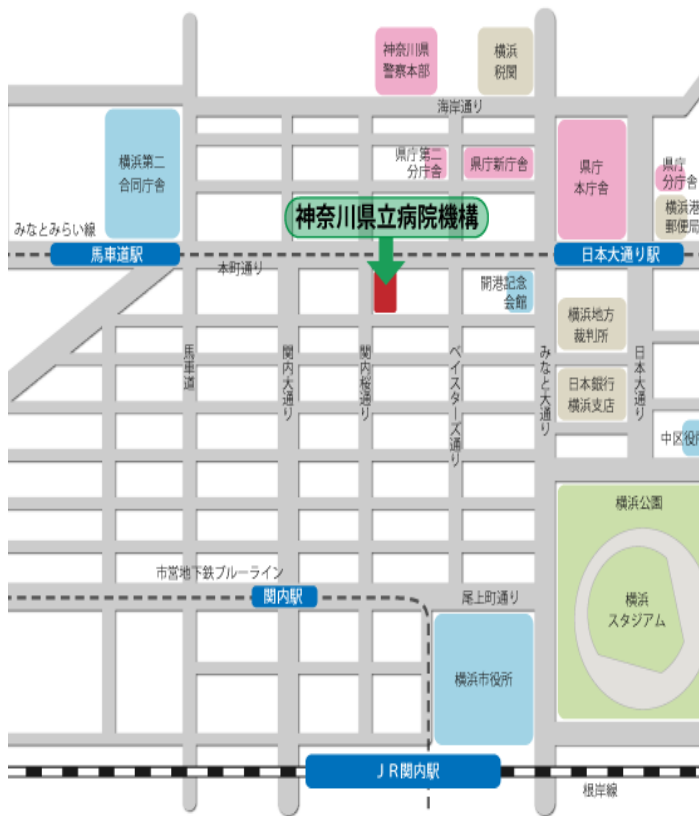 神奈川県
警察本部
横浜
税関
海岸通り
横浜第二
合同庁舎
県庁第二
分庁舎
県庁新庁舎
県庁
本庁舎
県庁
分庁舎
横浜港
郵便局
神奈川県立病院機構
みなとみらい線
馬車道駅
日本大通り駅
本町通り
開港記念
会館
横浜地方
裁判所
馬車道
関内大通り
関内桜通り
ベイスターズ通り
みなと大通り
日本大通り
日本銀行
横浜支店
中区役所
横浜公園
横浜
スタジアム
市営地下鉄ブルーライン
関内駅
尾上町通り
横浜市役所
ＪＲ関内駅
根岸線